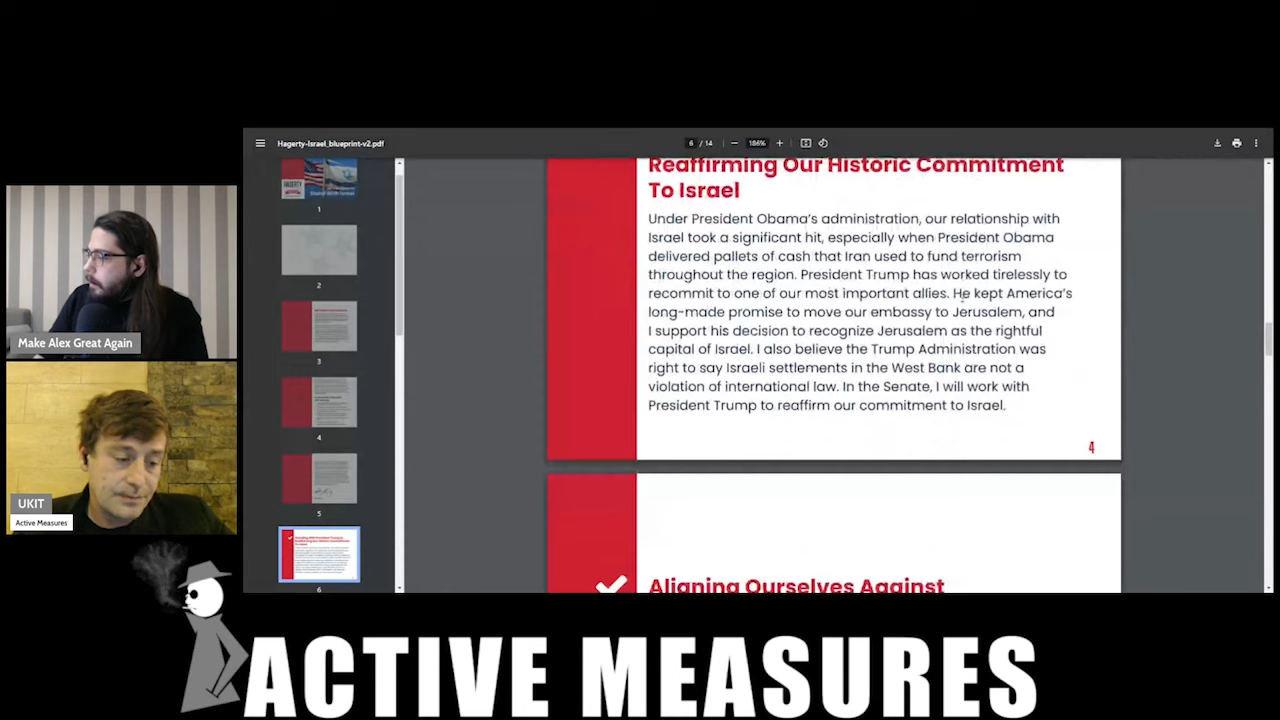 Hagerty-Israel_blueprint-v2.pdf
6 / 14
186%
HAGERTY
1
2
3
4
5
6
Reaffirming Our Historic Commitment
To Israel
Under President Obama's administration, our relationship with
Israel took a significant hit, especially when President Obama
delivered pallets of cash that Iran used to fund terrorism
throughout the region. President Trump has worked tirelessly to
recommit to one of our most important allies. He kept America's
long-made promise to move our embassy to Jerusalem, and
I support his decision to recognize Jerusalem as the rightful
capital of Israel. I also believe the Trump Administration was
right to say Israeli settlements in the West Bank are not a
violation of international law. In the Senate, I will work with
President Trump to reaffirm our commitment to Israel.
4
Aligning Ourselves Against
Make Alex Great Again
UKIT
Active Measures
ACTIVE MEASURES